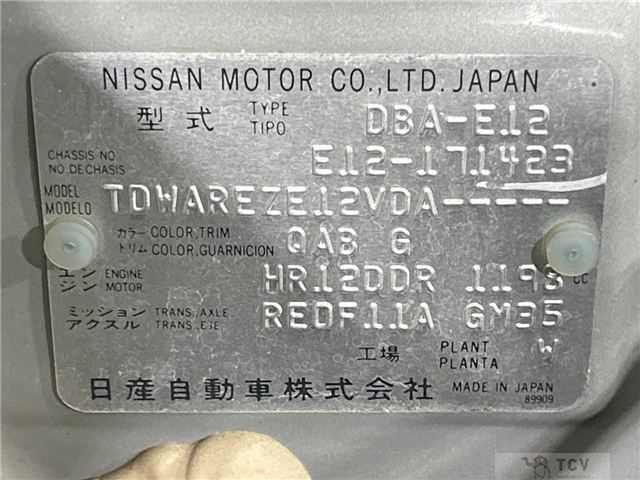 NISSAN MOTOR CO.,LTD. JAPAN
型式 TYPE TIPO DBA-E12
CHASSIS NO NO.DECHASIS E12-171423
MODEL MODELO TDWAREZE12VDA-----
カラー COLOR,TRIM トリム COLOR,GUARNICION QAB G
エンジン ENGINE MOTOR HR12DDR 1198 CC
ミッション TRANS.,AXLE アクスル TRANS.,EJE RE0F11A GM35
工場 PLANT PLANTA W
日産自動車株式会社 MADE IN JAPAN
89909
TCV